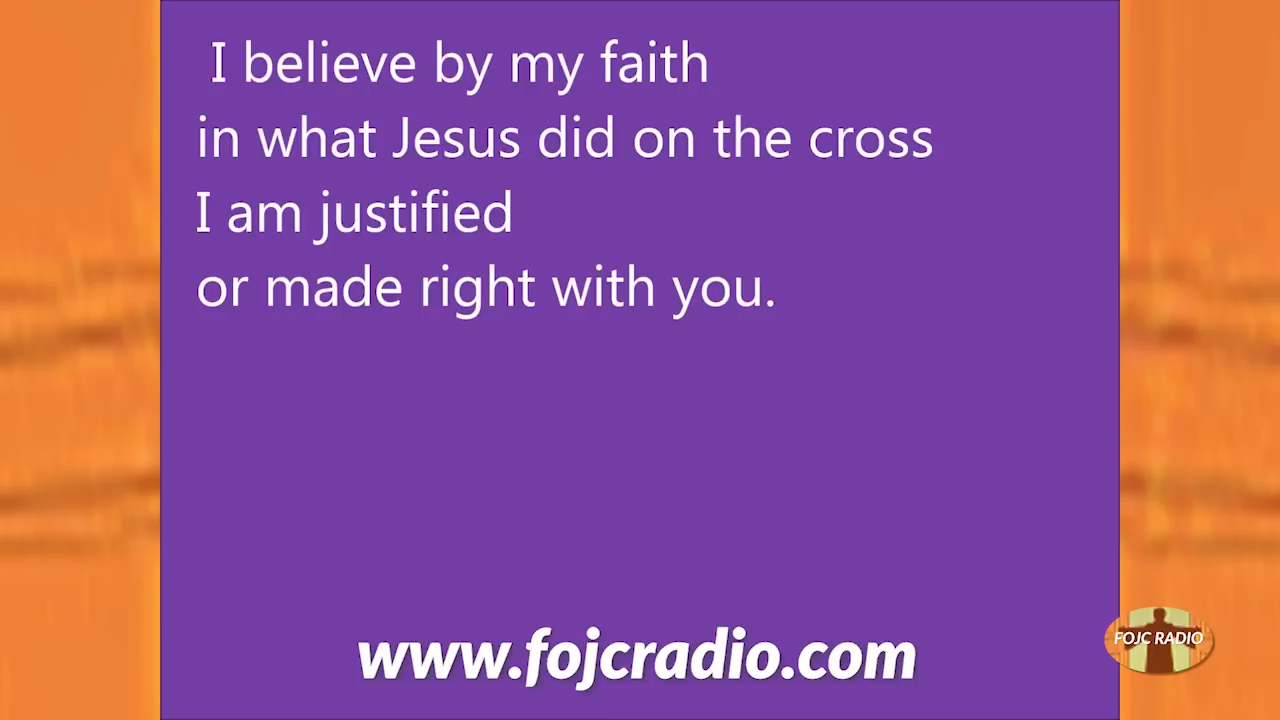 I believe by my faith
in what Jesus did on the cross
I am justified
or made right with you.
www.fojcradio.com
FOJC RADIO